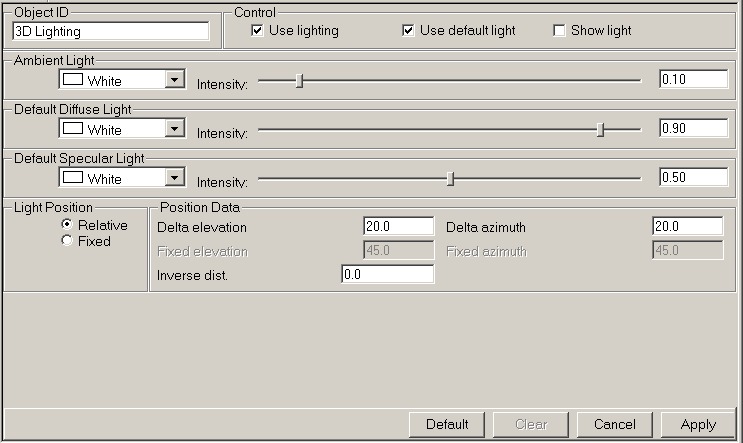 Object ID
Control
3D Lighting
Use lighting
Use default light
Show light
Ambient Light
White
Intensity:
0.10
Default Diffuse Light
White
Intensity:
0.90
Default Specular Light
White
Intensity:
0.50
Light Position
Position Data
Relative
Fixed
Delta elevation
20.0
Delta azimuth
20.0
Fixed elevation
45.0
Fixed azimuth
45.0
Inverse dist.
0.0
Default
Clear
Cancel
Apply